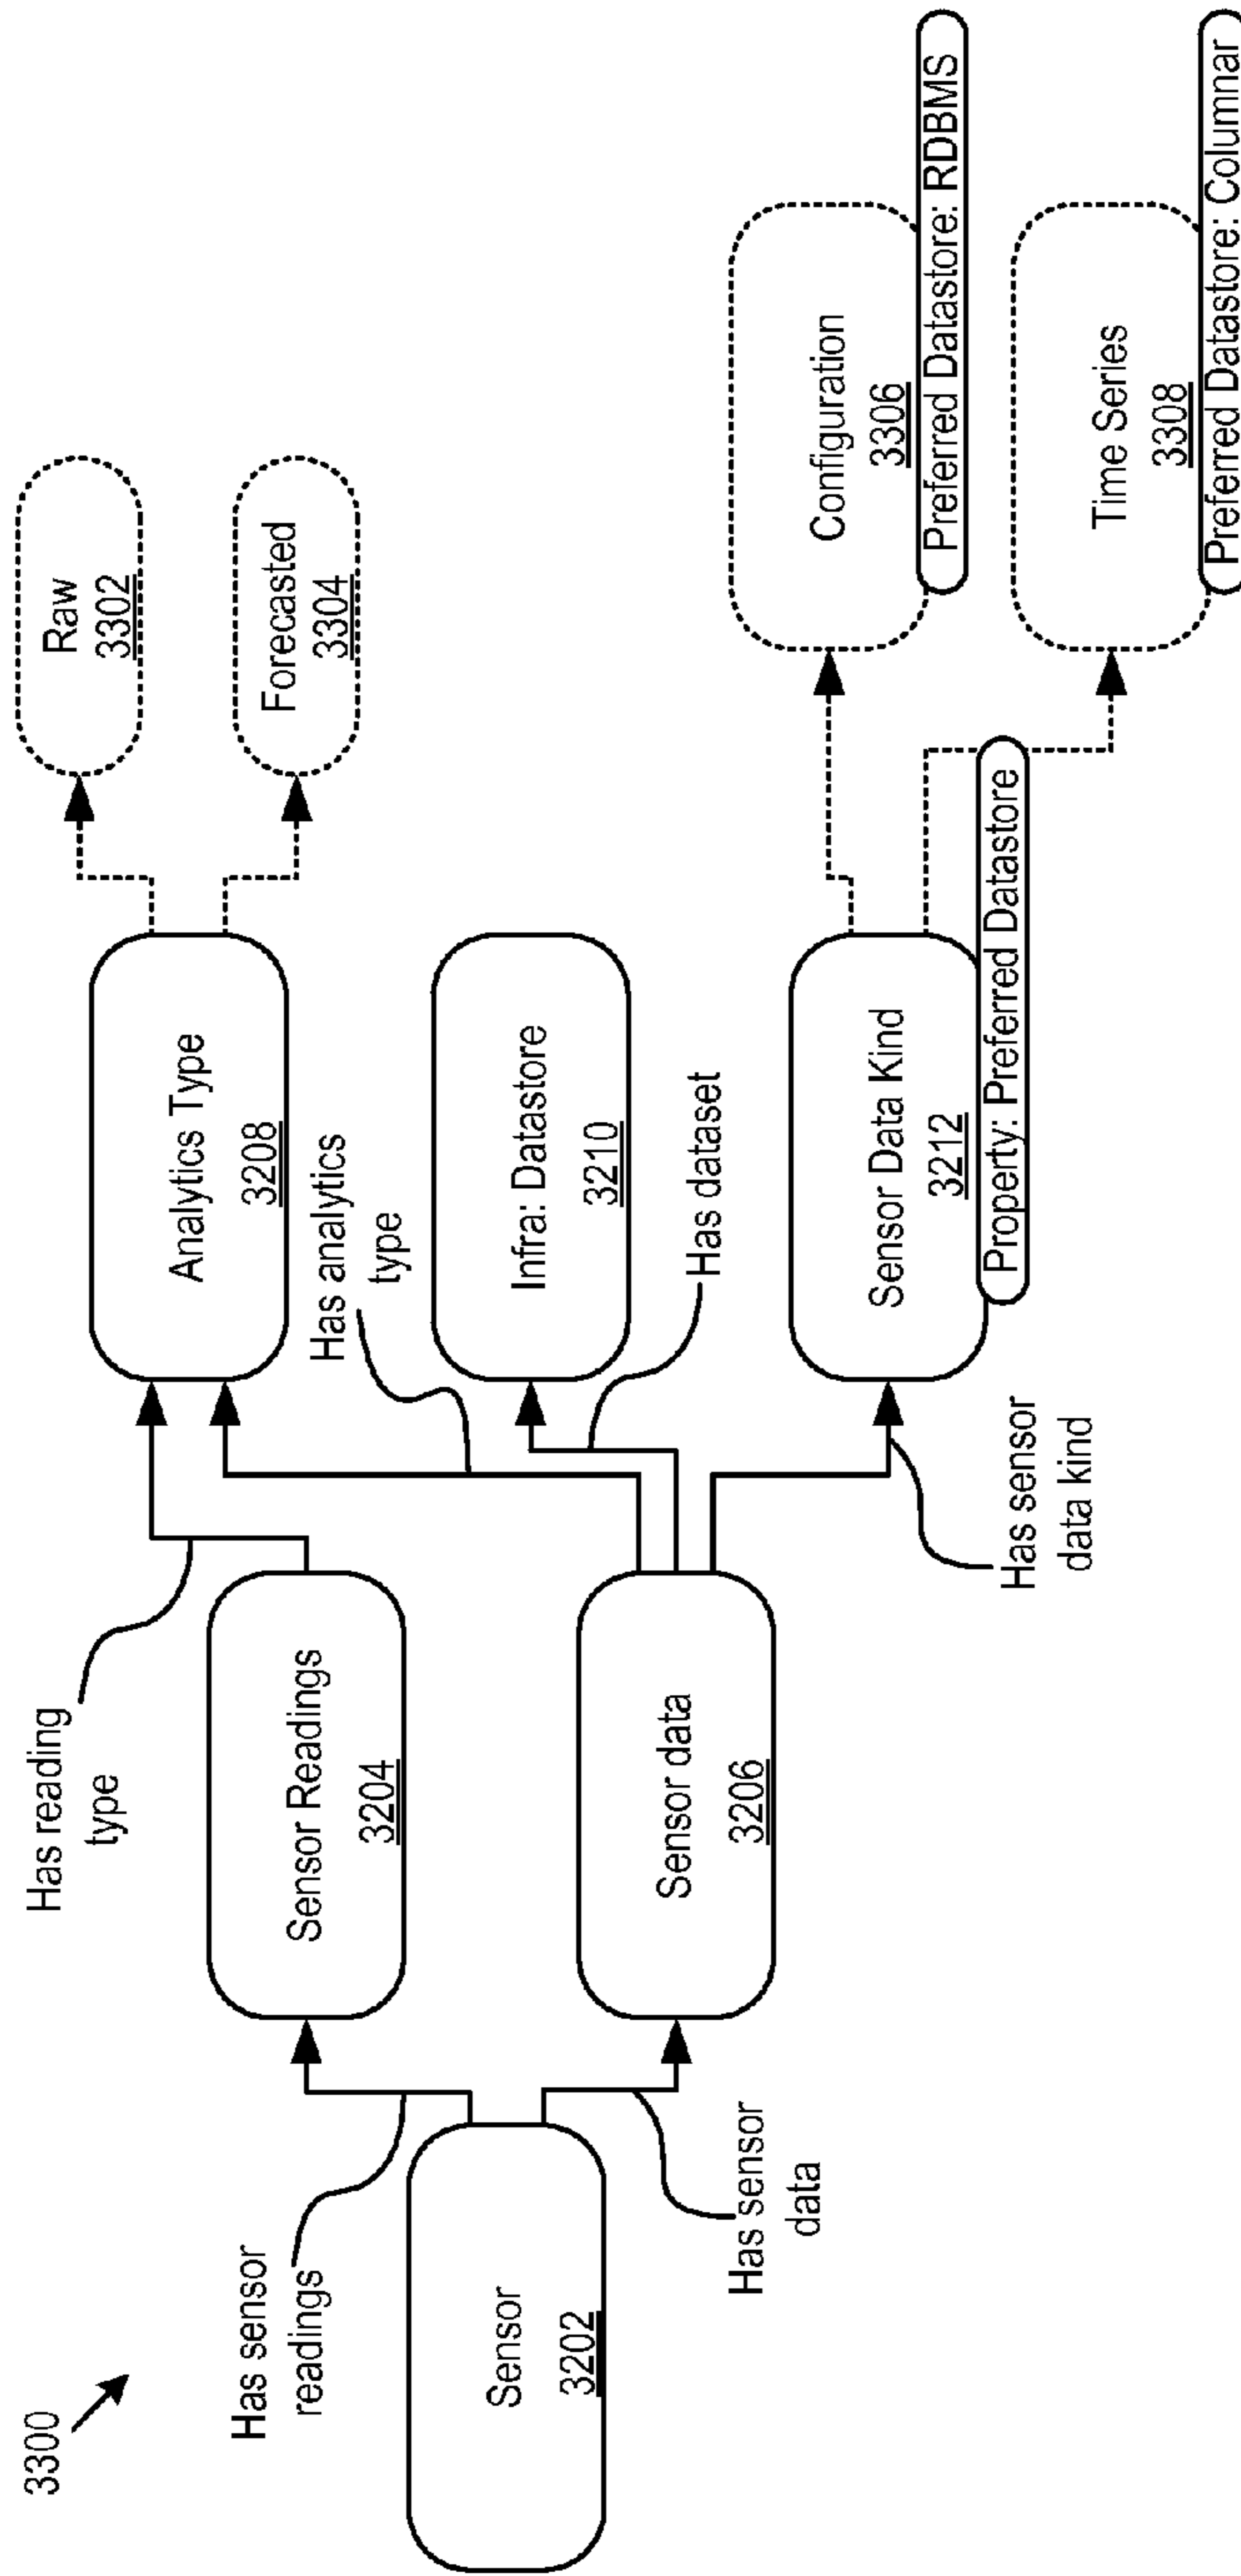 3300
Sensor
3202
Has sensor
readings
Has sensor
data
Sensor Readings
3204
Sensor data
3206
Has reading
type
Has analytics
type
Has dataset
Has sensor
data kind
Analytics Type
3208
Infra: Datastore
3210
Sensor Data Kind
3212
Property: Preferred Datastore
Raw
3302
Forecasted
3304
Configuration
3306
Preferred Datastore: RDBMS
Time Series
3308
Preferred Datastore: Columnar